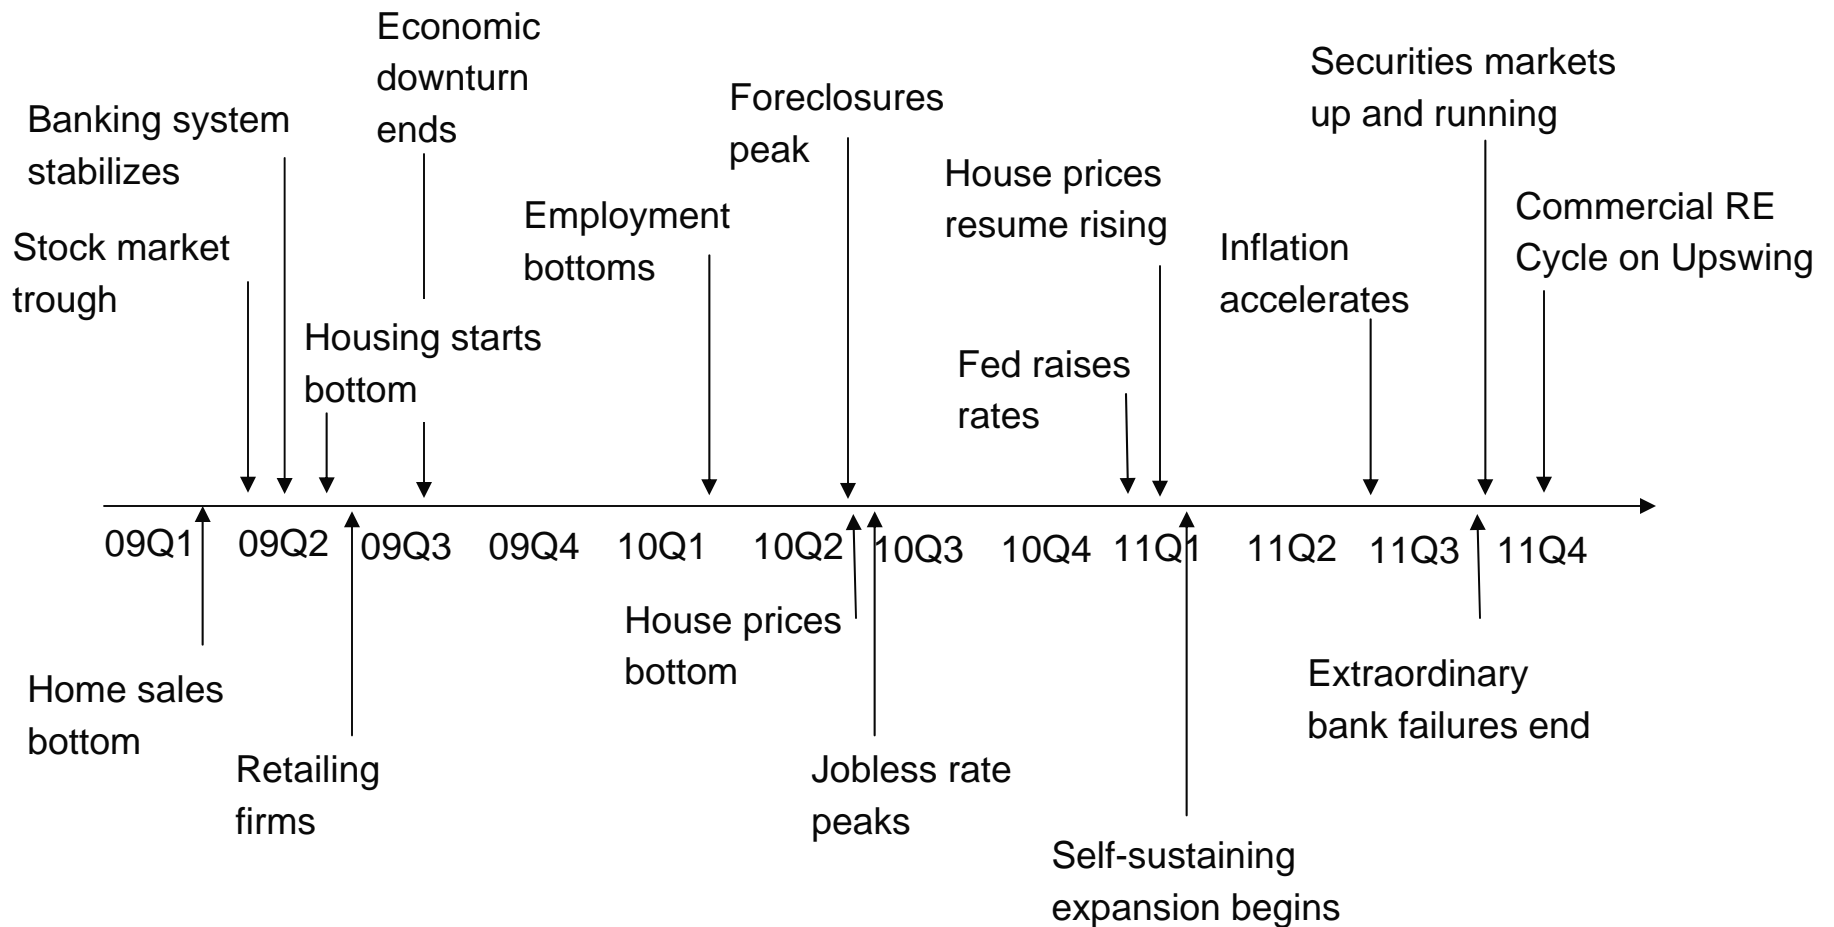 Economic
downturn
ends
Banking system
stabilizes
Stock market
trough
Housing starts
bottom
Employment
bottoms
Foreclosures
peak
House prices
resume rising
Fed raises
rates
Inflation
accelerates
Securities markets
up and running
Commercial RE
Cycle on Upswing
09Q1 09Q2 09Q3 09Q4 10Q1 10Q2 10Q3 10Q4 11Q1 11Q2 11Q3 11Q4
Home sales
bottom
Retailing
firms
House prices
bottom
Jobless rate
peaks
Self-sustaining
expansion begins
Extraordinary
bank failures end